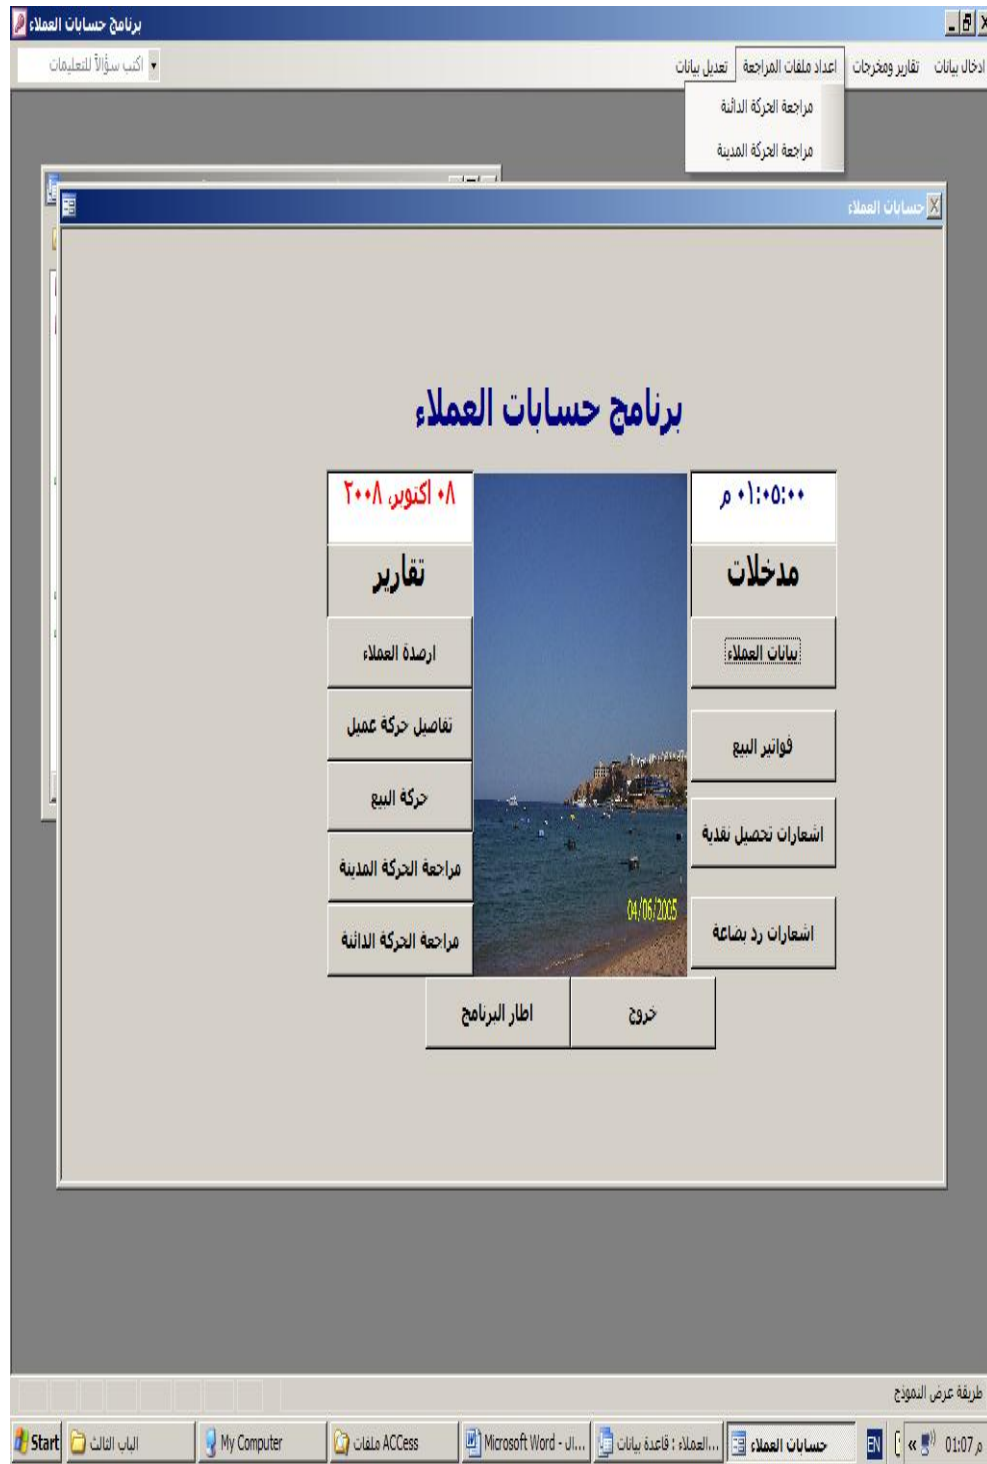 برنامج حسابات العملاء
ادخال بيانات
تقارير ومخرجات
اعداد ملفات المراجعة
تعديل بيانات
اكتب سؤالاً للتعليمات
مراجعة الحركة الدائنة
مراجعة الحركة المدينة
حسابات العملاء
برنامج حسابات العملاء
٠١:٠٥:٠٠ م
٠٨ اكتوبر، ٢٠٠٨
مدخلات
تقارير
بيانات العملاء
ارصدة العملاء
فواتير البيع
تفاصيل حركة عميل
اشعارات تحصيل نقدية
حركة البيع
مراجعة الحركة المدينة
اشعارات رد بضاعة
مراجعة الحركة الدائنة
04/06/2005
خروج
اطار البرنامج
طريقة عرض النموذج
Start
الباب الثالث
My Computer
ملفات ACCess
Microsoft Word - ال...
العملاء : قاعدة بيانات...
حسابات العملاء
EN
«
01:07 م